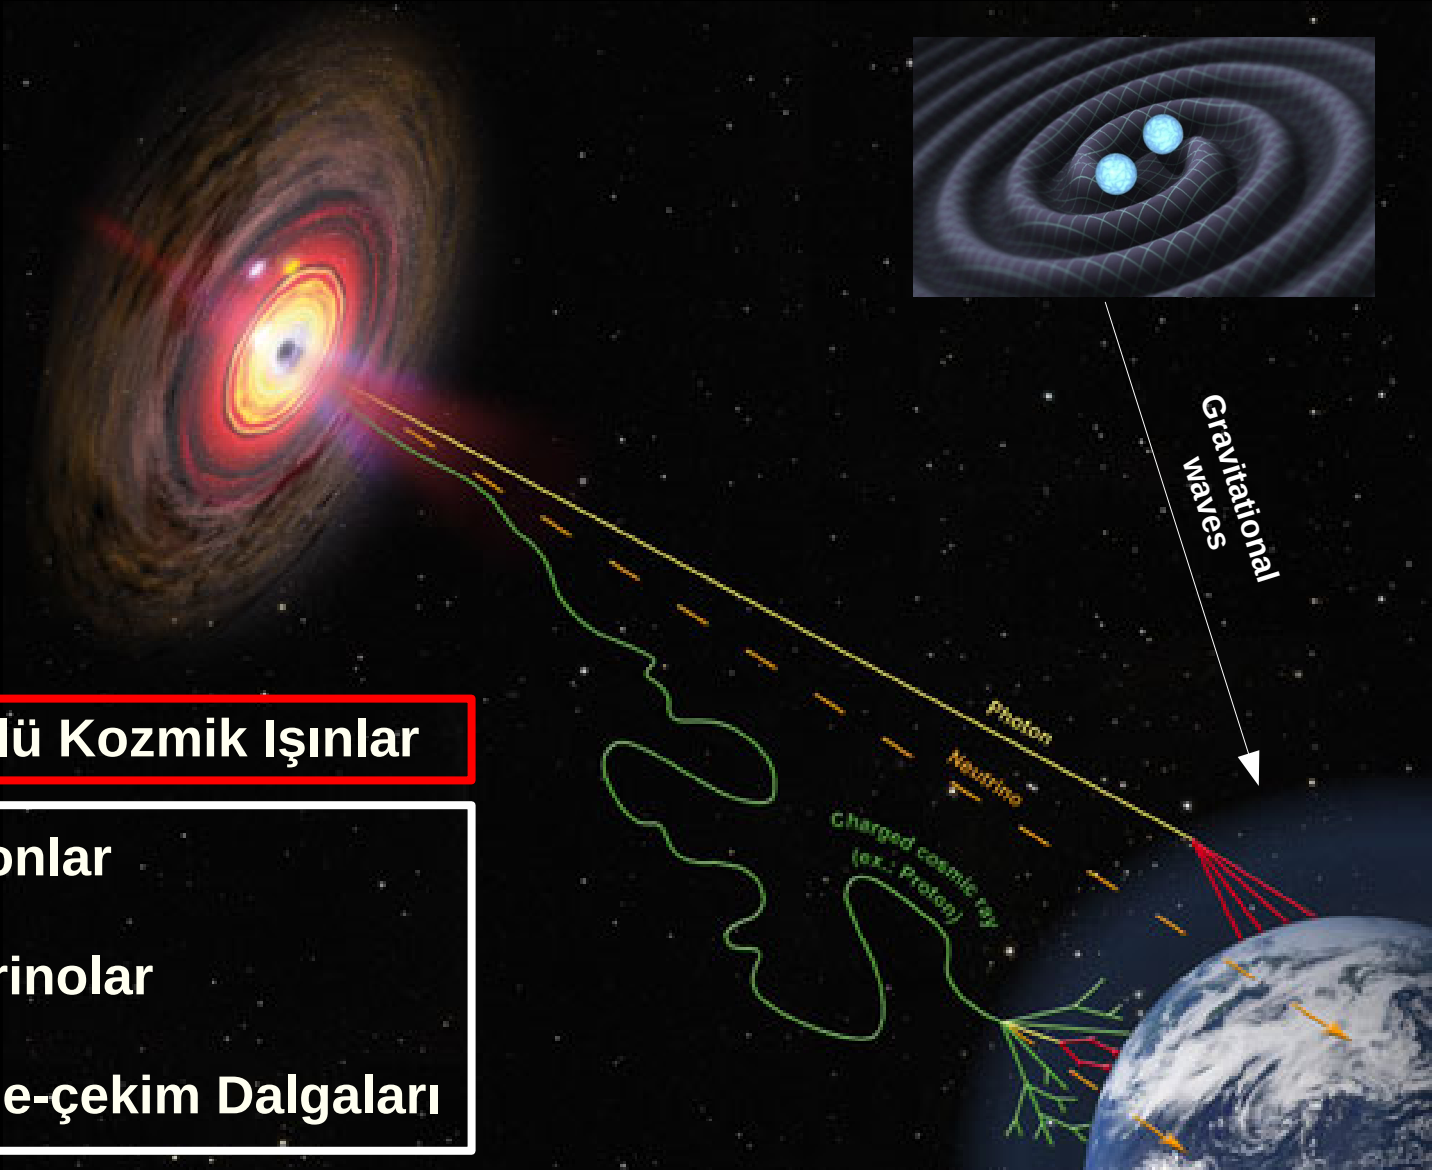 Gravitational
waves
Photon
Neutrino
Charged cosmic ray
(ex.: Proton)
lü Kozmik Işınlar
onlar
rinolar
e-çekim Dalgaları